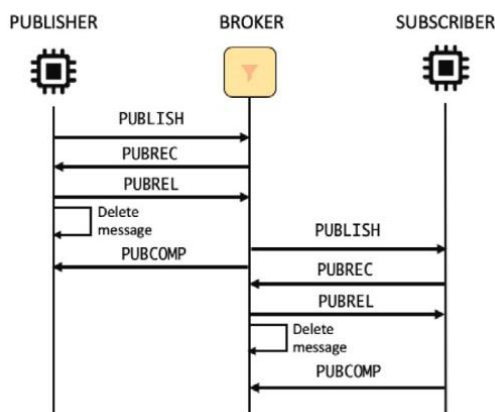 PUBLISHER BROKER SUBSCRIBER
PUBLISH
PUBREC
PUBREL
Delete
message
PUBLISH
PUBCOMP
PUBREC
PUBREL
Delete
message
PUBCOMP